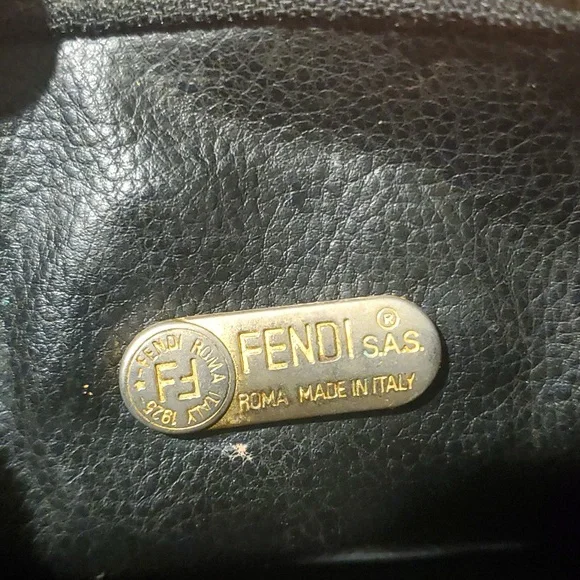 FENDI ROMA ITALY 1925
FF
FENDI S.A.S.®
ROMA MADE IN ITALY